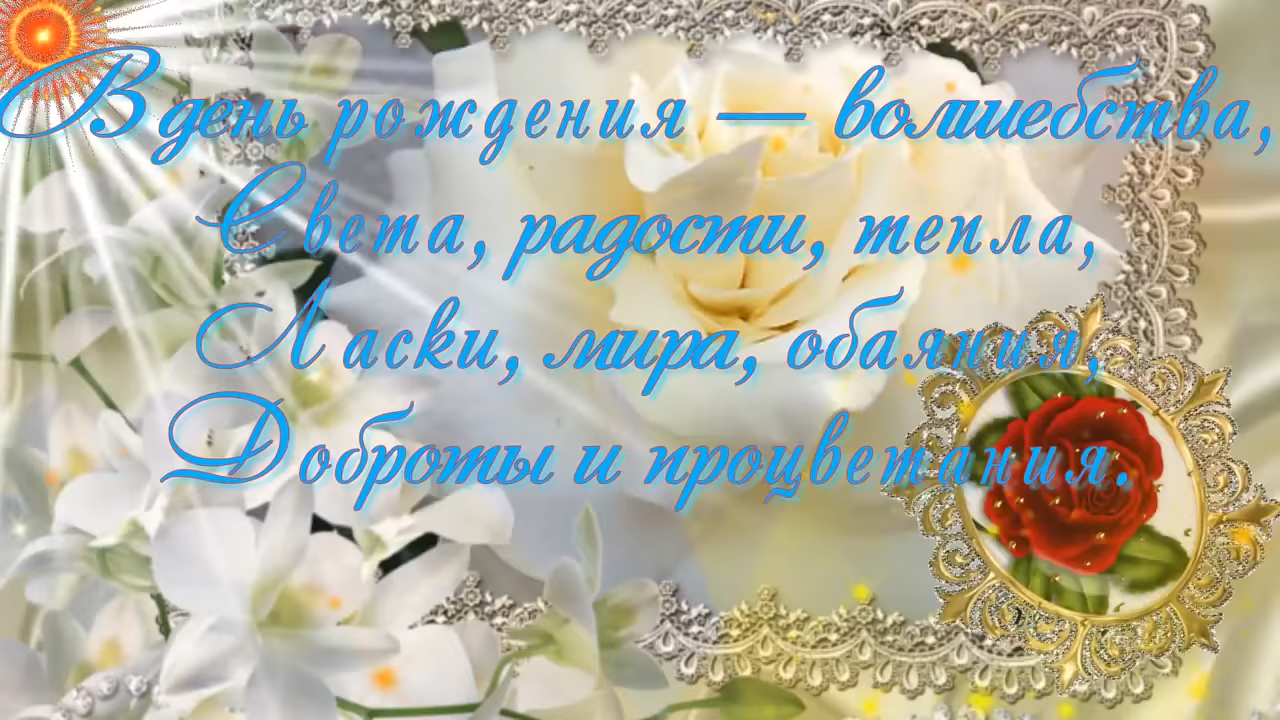 В день рождения — волшебства,
Света, радости, тепла,
Ласки, мира, обаяния,
Доброты и процветания.